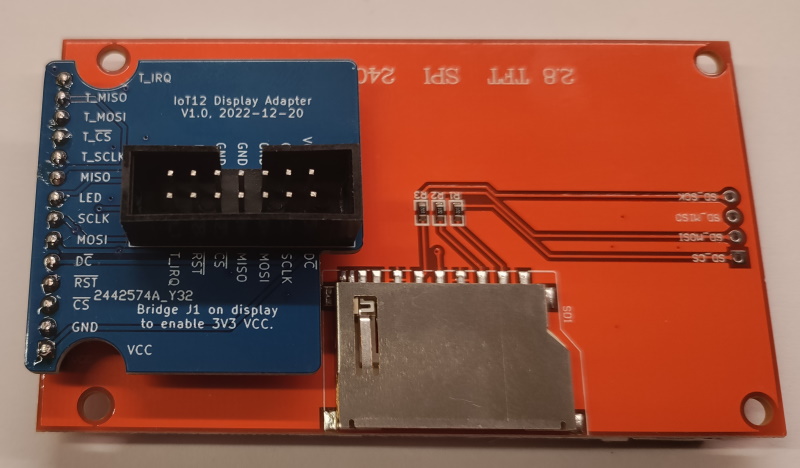 T_IRQ
T_MISO
T_MOSI
T_CS
T_SCLK
MISO
LED
SCLK
MOSI
DC
RST
CS
GND
VCC
IoT12 Display Adapter
V1.0, 2022-12-20
GND
GND
GND
T_IRQ
RST
CS
MISO
MOSI
SCLK
DC
2442574A_Y32
Bridge J1 on display
to enable 3V3 VCC.
2.8 TFT SPI 240
R3 R2 R1
SD_SCK
SD_MISO
SD_MOSI
SD_CS